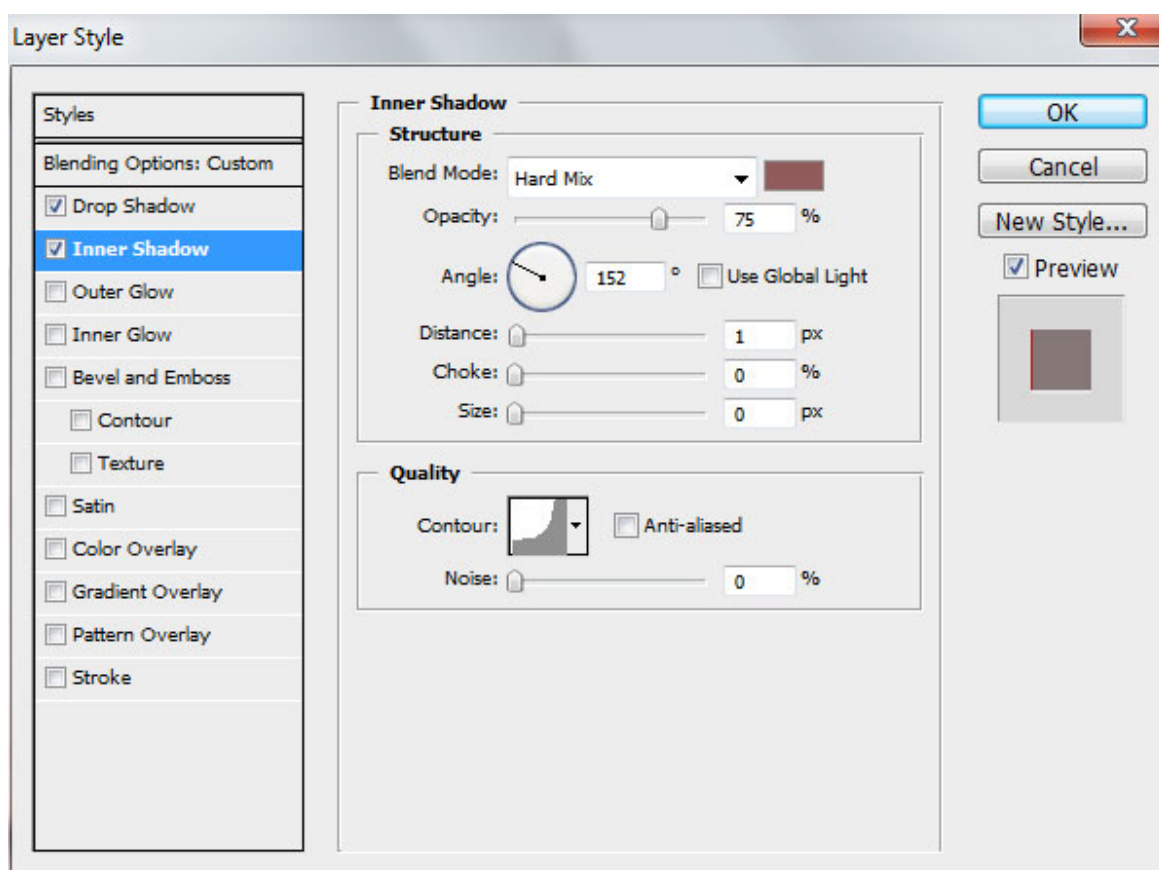 Layer Style
X
Styles
Blending Options: Custom
Drop Shadow
Inner Shadow
Outer Glow
Inner Glow
Bevel and Emboss
Contour
Texture
Satin
Color Overlay
Gradient Overlay
Pattern Overlay
Stroke
Inner Shadow
Structure
Blend Mode: Hard Mix
Opacity: 75 %
Angle: 152 ° Use Global Light
Distance: 1 px
Choke: 0 %
Size: 0 px
Quality
Contour: Anti-aliased
Noise: 0 %
OK
Cancel
New Style...
Preview